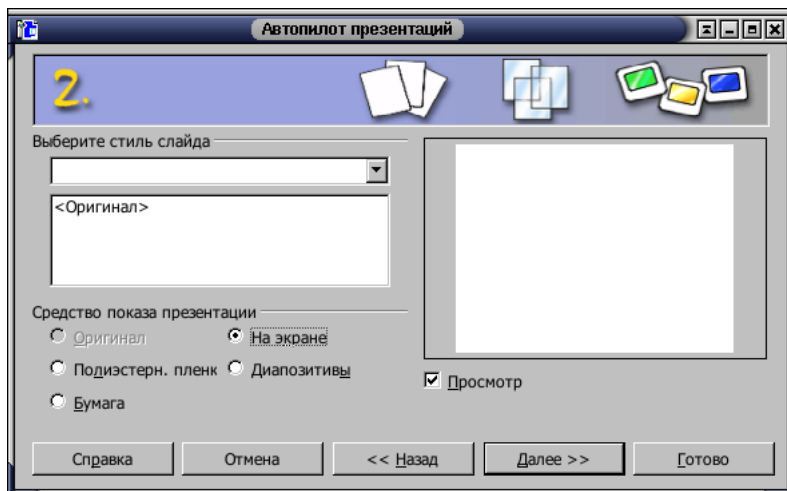 Автопилот презентаций
2.
Выберите стиль слайда
<Оригинал>
Средство показа презентации
Оригинал
На экране
Полиэстерн. пленк
Диапозитивы
Бумага
Просмотр
Справка
Отмена
<< Назад
Далее >>
Готово